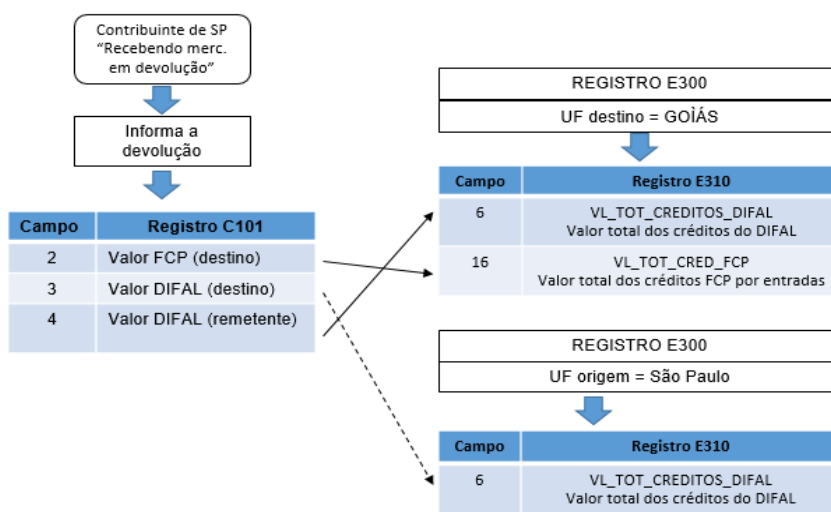 Contribuinte de SP
“Recebendo merc.
em devolução”
Informa a
devolução
Campo Registro C101
2 Valor FCP (destino)
3 Valor DIFAL (destino)
4 Valor DIFAL (remetente)
REGISTRO E300
UF destino = GOÌÁS
Campo Registro E310
6 VL_TOT_CREDITOS_DIFAL
Valor total dos créditos do DIFAL
16 VL_TOT_CRED_FCP
Valor total dos créditos FCP por entradas
REGISTRO E300
UF origem = São Paulo
Campo Registro E310
6 VL_TOT_CREDITOS_DIFAL
Valor total dos créditos do DIFAL